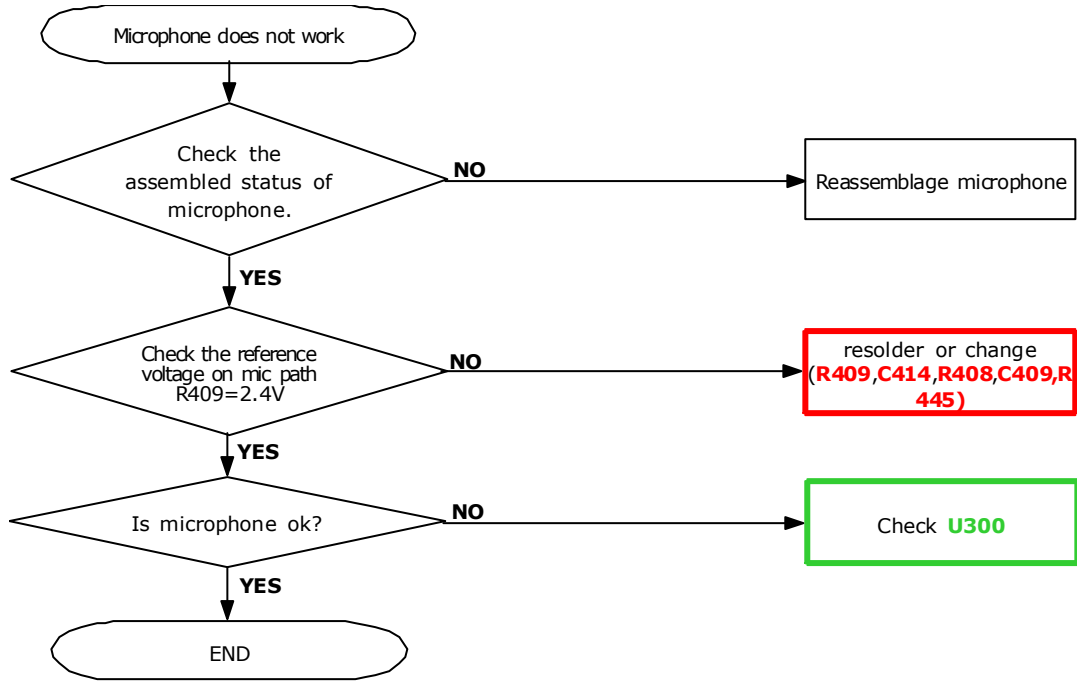 Microphone does not work
Check the
assembled status of
microphone.
NO
Reassemblage microphone
YES
Check the reference
voltage on mic path
R409=2.4V
NO
resolder or change
(R409,C414,R408,C409,R
445)
YES
Is microphone ok?
NO
Check U300
YES
END